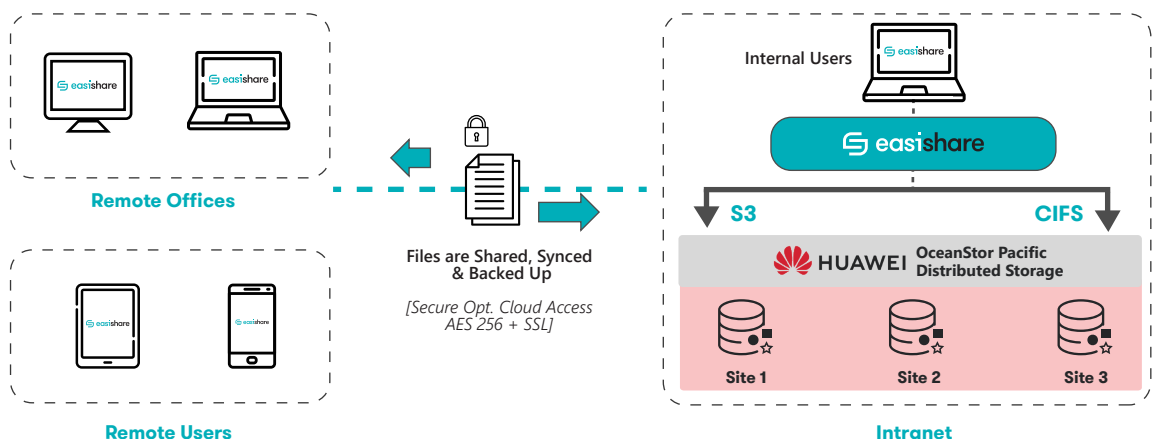 easishare
easishare
Remote Offices
easishare
easishare
Remote Users
Files are Shared, Synced
& Backed Up
[Secure Opt. Cloud Access
AES 256 + SSL]
Internal Users
easishare
easishare
S3
CIFS
HUAWEI
OceanStor Pacific
Distributed Storage
Site 1
Site 2
Site 3
Intranet